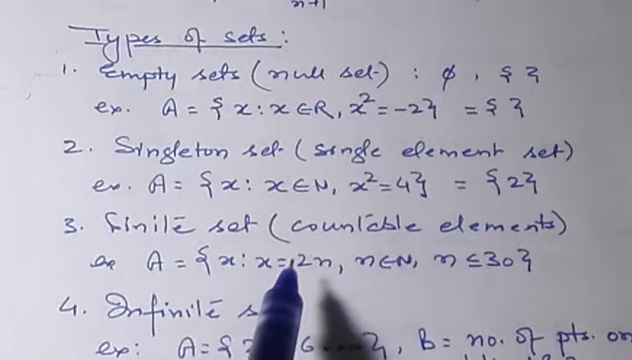 n+1
Types of sets:
1. Empty sets (null set) : ϕ, { }
ex. A = { x : x ∈ R, x² = -2} = { }
2. Singleton set (single element set)
ex. A = {x : x ∈ N, x² = 4} = {2}
3. Finite set (countable elements)
ex A = {x : x = 2n, n ∈ N, n ≤ 30}
4. Infinite s
ex: A = { 6 }, B = no. of pts. on